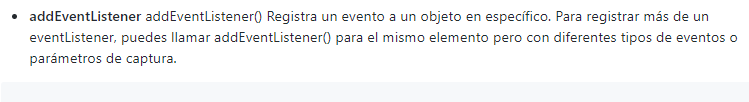 • addEventListener addEventListener() Registra un evento a un objeto en específico. Para registrar más de un
eventListener, puedes llamar addEventListener() para el mismo elemento pero con diferentes tipos de eventos o
parámetros de captura.